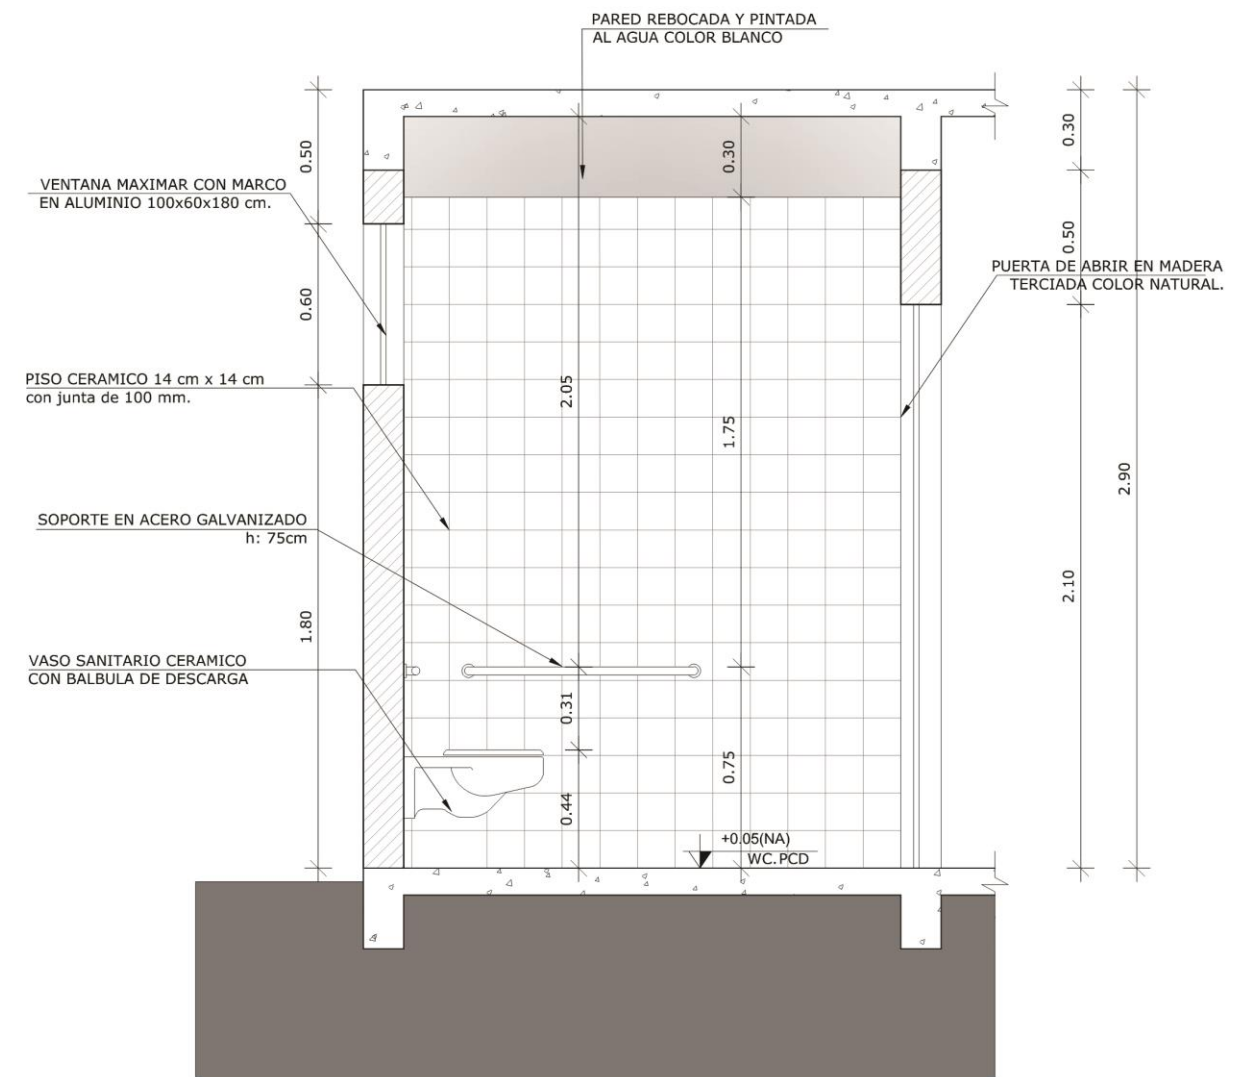 PARED REBOCADA Y PINTADA
AL AGUA COLOR BLANCO
0.50
0.30
0.30
VENTANA MAXIMAR CON MARCO
EN ALUMINIO 100x60x180 cm.
0.50
PUERTA DE ABRIR EN MADERA
TERCIADA COLOR NATURAL.
0.60
PISO CERAMICO 14 cm x 14 cm
con junta de 100 mm.
2.05
1.75
2.90
SOPORTE EN ACERO GALVANIZADO
h: 75cm
2.10
1.80
VASO SANITARIO CERAMICO
CON BALBULA DE DESCARGA
0.31
0.75
0.44
+0.05(NA)
WC.PCD